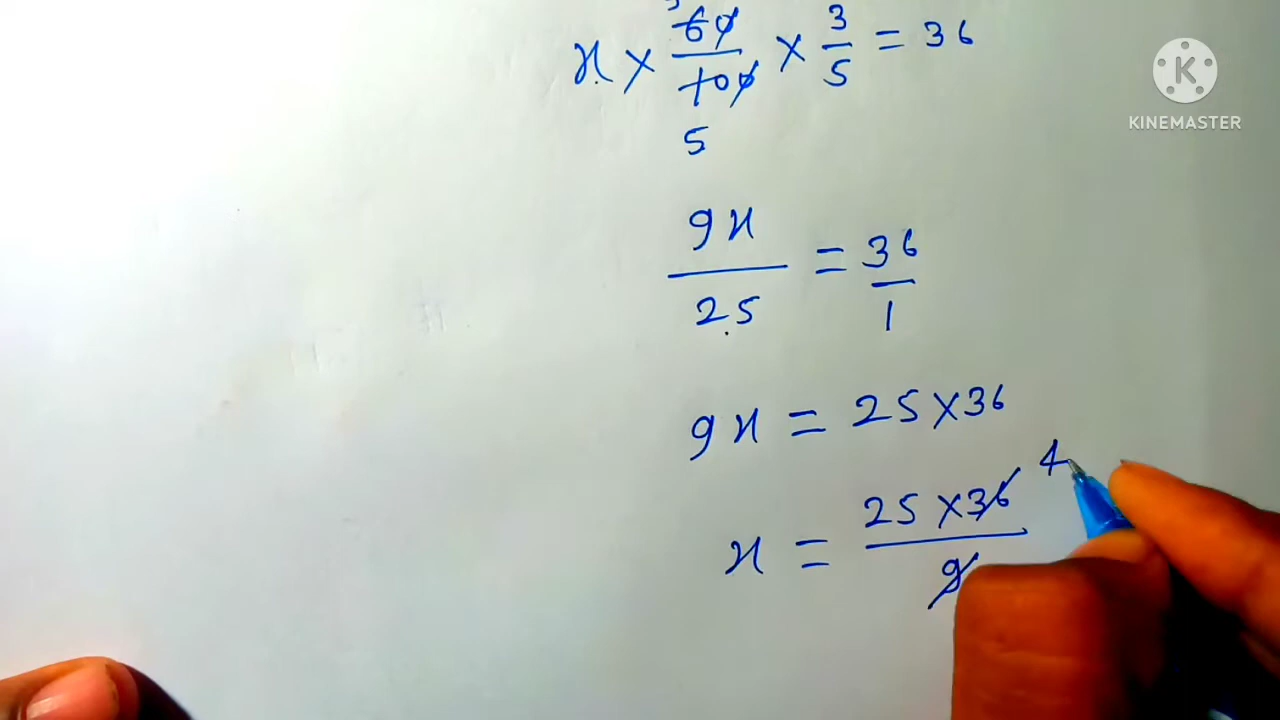 x × 60/100 × 3/5 = 36
5
9x/25 = 36/1
9x = 25 × 36
x = 25 × 36/9
4
K
KINEMASTER